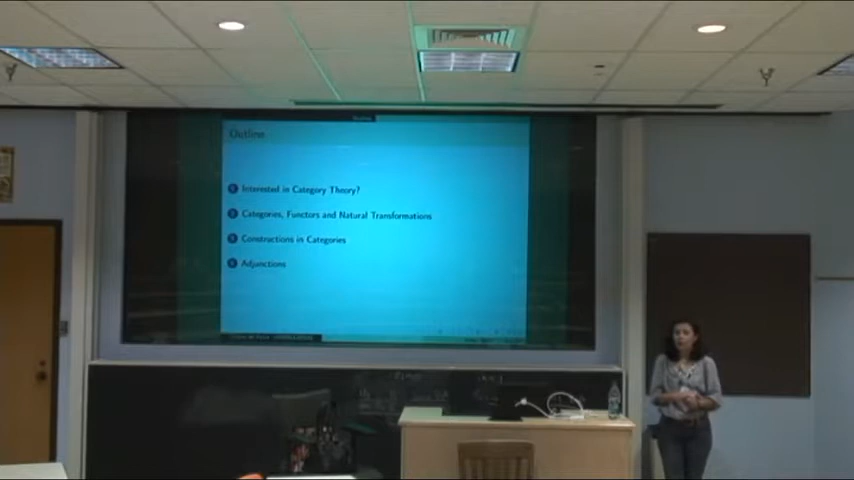 Outline
Interested in Category Theory?
Categories, Functors and Natural Transformations
Constructions in Categories
Adjunctions